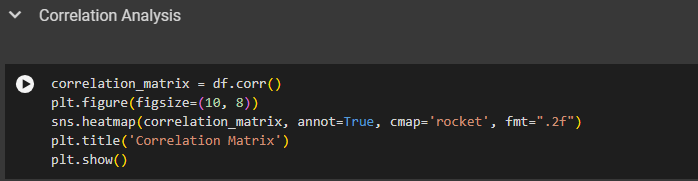 Correlation Analysis
correlation_matrix = df.corr()
plt.figure(figsize=(10, 8))
sns.heatmap(correlation_matrix, annot=True, cmap='rocket', fmt=".2f")
plt.title('Correlation Matrix')
plt.show()